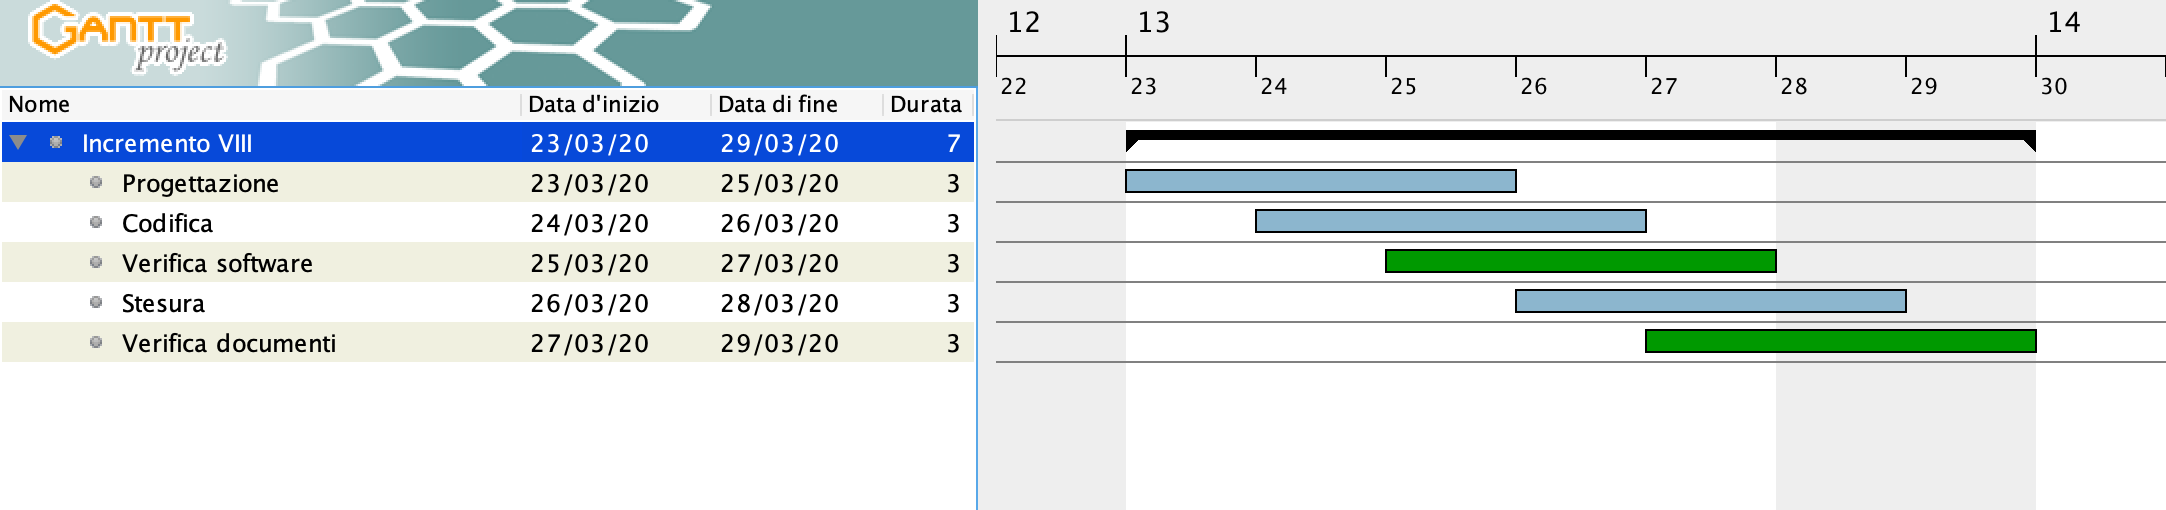 GANTT
project
12 13 14
22 23 24 25 26 27 28 29 30
Nome Data d'inizio Data di fine Durata
Incremento VIII 23/03/20 29/03/20 7
Progettazione 23/03/20 25/03/20 3
Codifica 24/03/20 26/03/20 3
Verifica software 25/03/20 27/03/20 3
Stesura 26/03/20 28/03/20 3
Verifica documenti 27/03/20 29/03/20 3